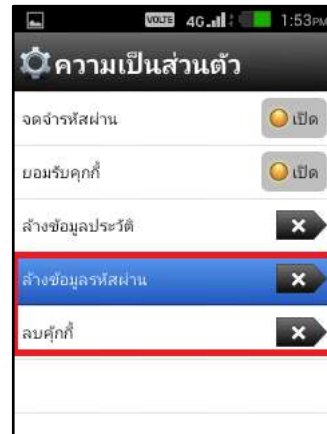 VOLTE 4G 1:53PM
ความเป็นส่วนตัว
จดจำรหัสผ่าน เปิด
ยอมรับคุกกี้ เปิด
ล้างข้อมูลประวัติ
ล้างข้อมูลรหัสผ่าน
ลบคุ้กกี้